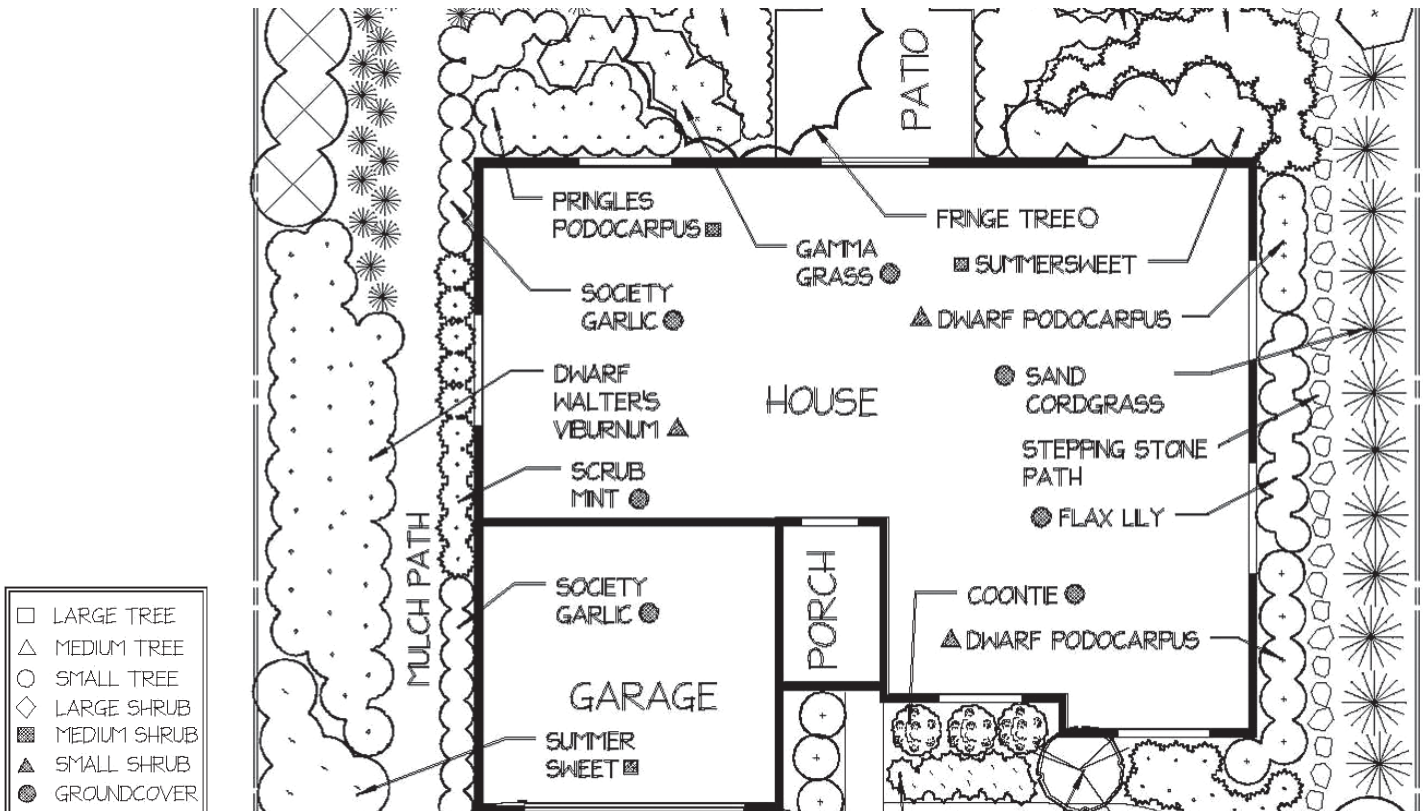 PATIO
PRINGLES
PODOCARPUS
FRINGE TREE
GAMMA
GRASS
SUMMERSWEET
SOCIETY
GARLIC
DWARF PODOCARPUS
DWARF
WALTER'S
VIBURNUM
HOUSE
SAND
CORDGRASS
STEPPING STONE
PATH
SCRUB
MINT
FLAX LILY
MULCH PATH
SOCIETY
GARLIC
PORCH
COONTIE
DWARF PODOCARPUS
GARAGE
SUMMER
SWEET
LARGE TREE
MEDIUM TREE
SMALL TREE
LARGE SHRUB
MEDIUM SHRUB
SMALL SHRUB
GROUNDCOVER